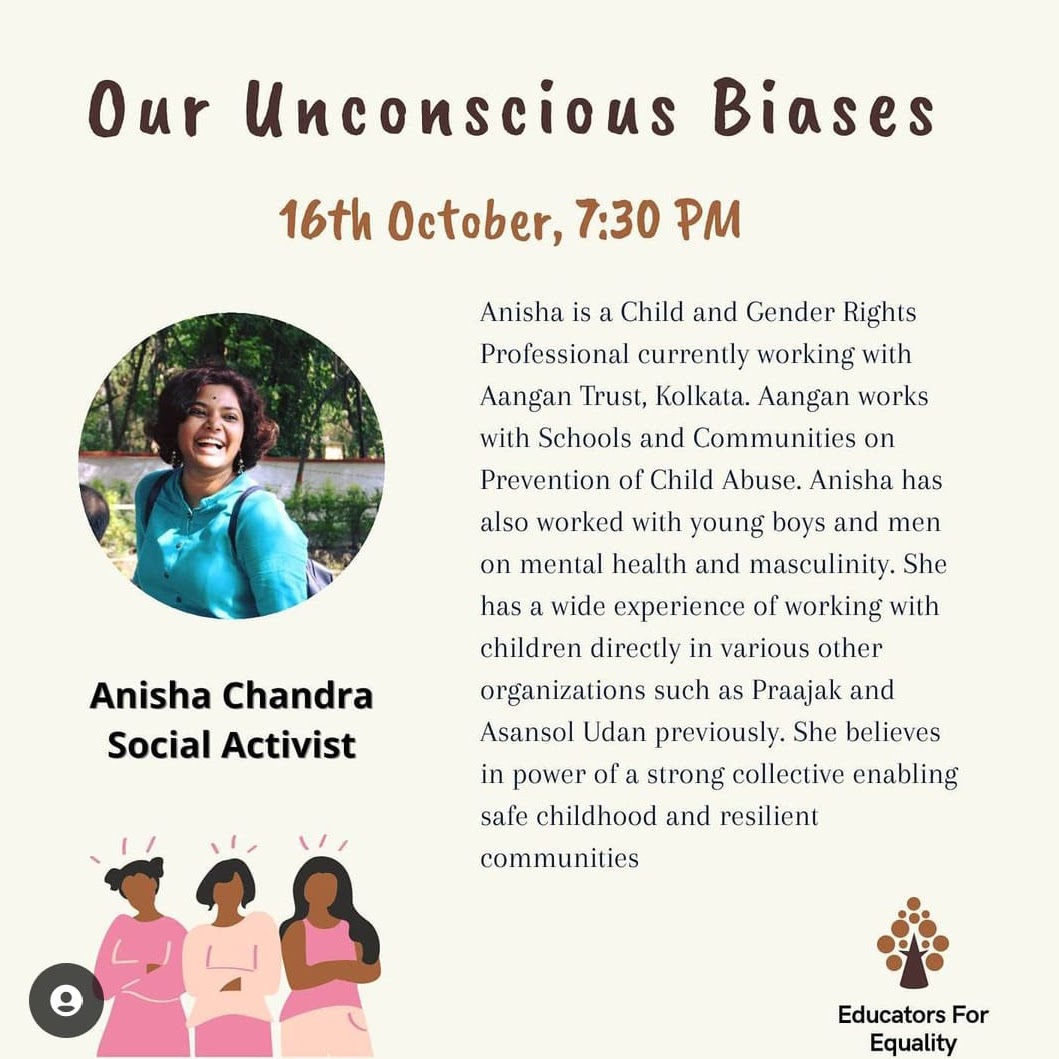 Our Unconscious Biases
16th October, 7:30 PM
Anisha is a Child and Gender Rights
Professional currently working with
Aangan Trust, Kolkata. Aangan works
with Schools and Communities on
Prevention of Child Abuse. Anisha has
also worked with young boys and men
on mental health and masculinity. She
has a wide experience of working with
children directly in various other
organizations such as Praajak and
Asansol Udan previously. She believes
in power of a strong collective enabling
safe childhood and resilient
communities
Anisha Chandra
Social Activist
Educators For
Equality